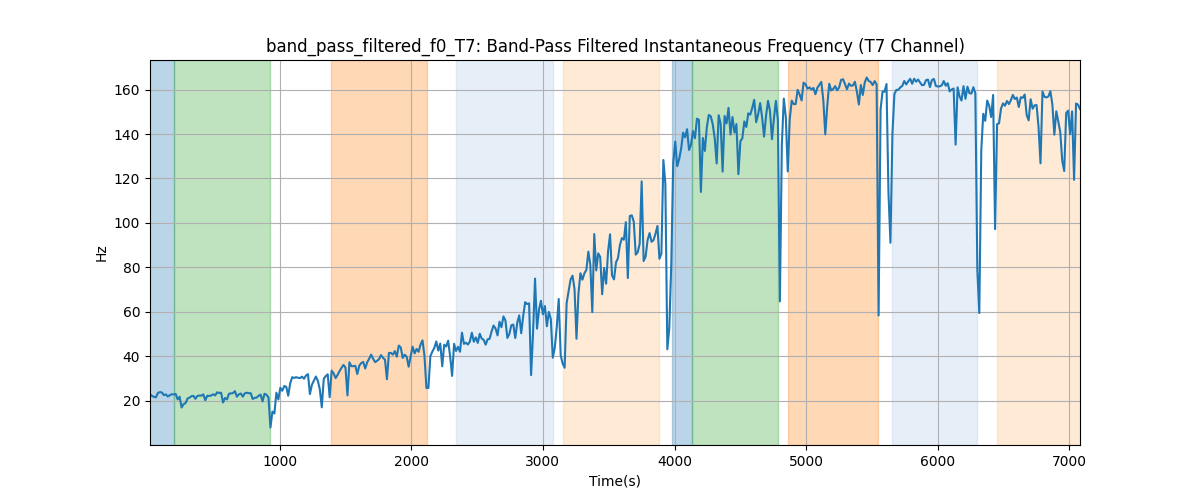 band_pass_filtered_f0_T7: Band-Pass Filtered Instantaneous Frequency (T7 Channel)
160
140
120
100
80
60
40
20
Hz
1000 2000 3000 4000 5000 6000 7000
Time(s)